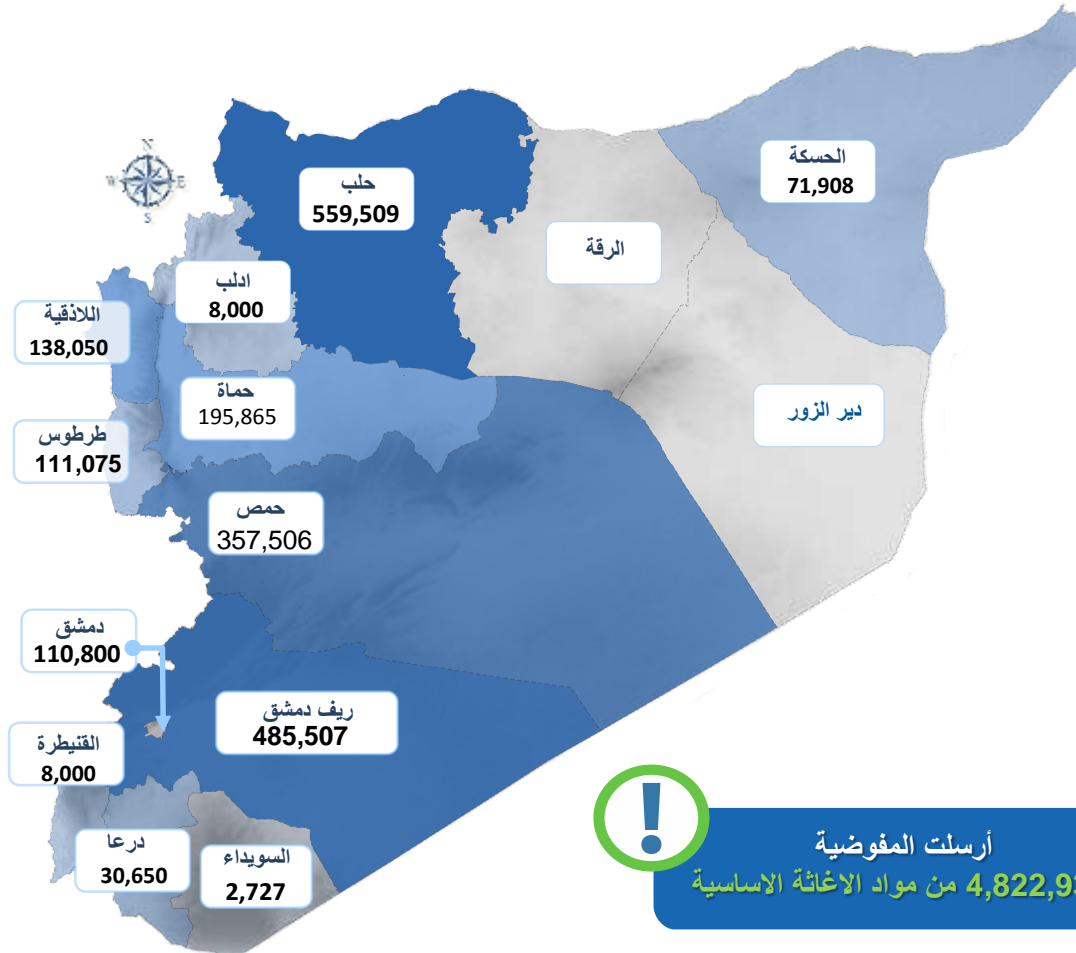 N
W E
S
الحسكة
71,908
حلب
559,509
الرقة
ادلب
8,000
اللاذقية
138,050
حماة
195,865
دير الزور
طرطوس
111,075
حمص
357,506
دمشق
110,800
ريف دمشق
485,507
القنيطرة
8,000
درعا
30,650
السويداء
2,727
!
أرسلت المفوضية
من مواد الاغاثة الاساسية